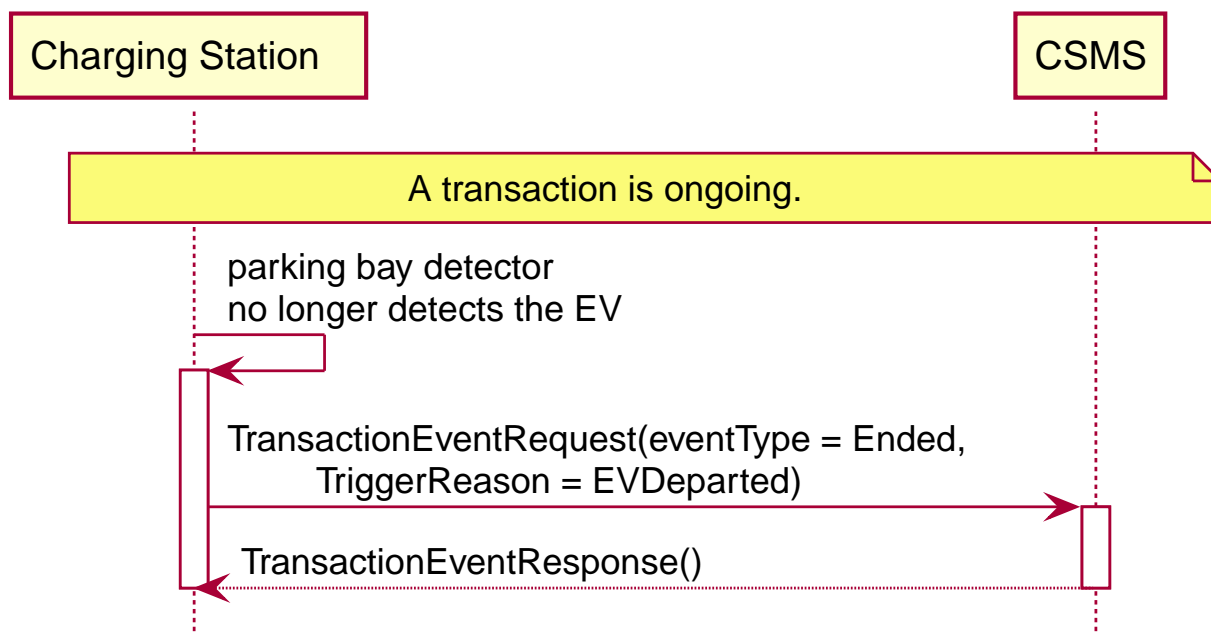 Charging Station
CSMS
A transaction is ongoing.
parking bay detector
no longer detects the EV
TransactionEventRequest(eventType = Ended,
TriggerReason = EVDeparted)
TransactionEventResponse()